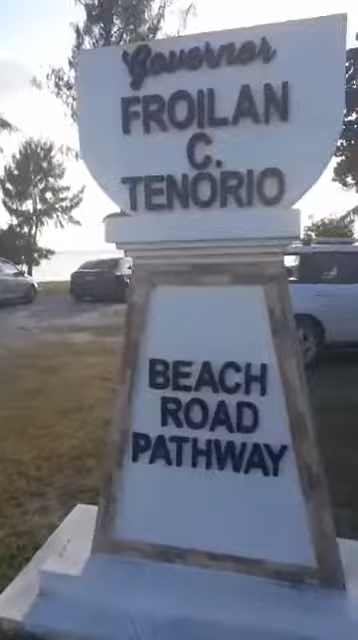 Governor
FROILAN
C.
TENORIO
BEACH
ROAD
PATHWAY